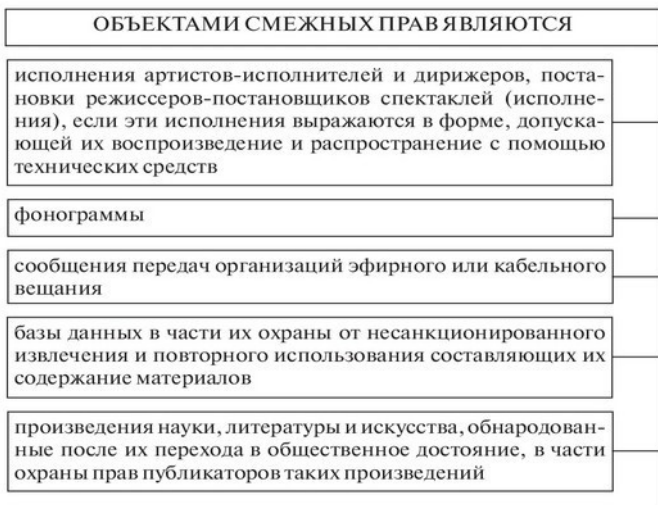 ОБЪЕКТАМИ СМЕЖНЫХ ПРАВ ЯВЛЯЮТСЯ
исполнения артистов-исполнителей и дирижеров, поста-
новки режиссеров-постановщиков спектаклей (исполне-
ния), если эти исполнения выражаются в форме, допуска-
ющей их воспроизведение и распространение с помощью
технических средств
фонограммы
сообщения передач организаций эфирного или кабельного
вещания
базы данных в части их охраны от несанкционированного
извлечения и повторного использования составляющих их
содержание материалов
произведения науки, литературы и искусства, обнародован-
ные после их перехода в общественное достояние, в части
охраны прав публикаторов таких произведений